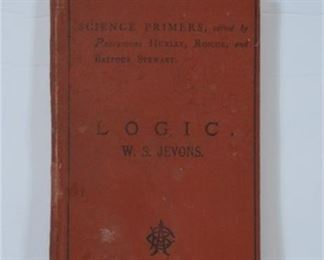 SCIENCE PRIMERS, edited by
PROFESSORS HUXLEY, ROSCOE, and
BALFOUR STEWART.
LOGIC.
W. S. JEVONS.